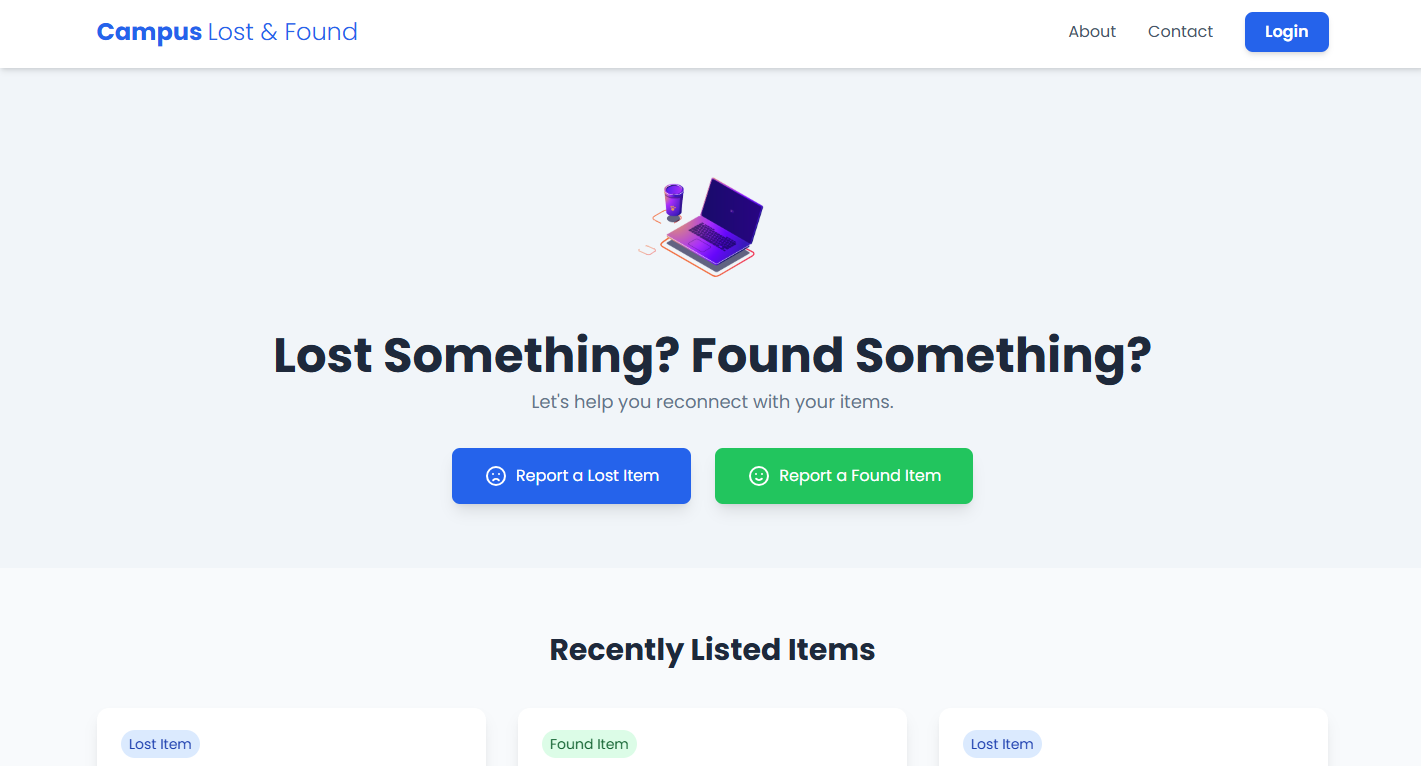 Campus Lost & Found
About
Contact
Login
Lost Something? Found Something?
Let's help you reconnect with your items.
Report a Lost Item
Report a Found Item
Recently Listed Items
Lost Item
Found Item
Lost Item